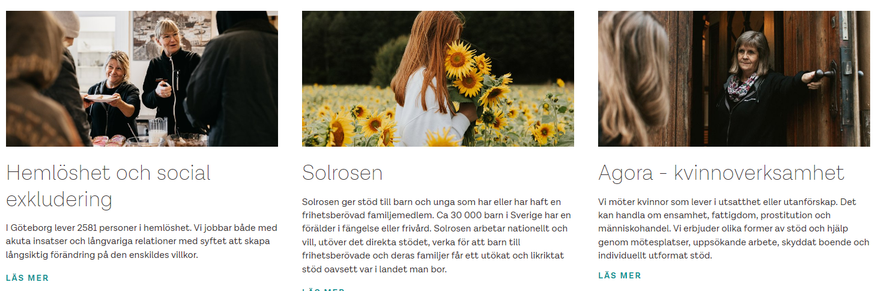 Hemlöshet och social
exkludering
I Göteborg lever 2581 personer i hemlöshet. Vi jobbar både med
akuta insatser och långvariga relationer med syftet att skapa
långsiktig förändring på den enskildes villkor.
LÄS MER
Solrosen
Solrosen ger stöd till barn och unga som har eller har haft en
frihetsberövad familjemedlem. Ca 30 000 barn i Sverige har en
förälder i fängelse eller frivård. Solrosen arbetar nationellt och
vill, utöver det direkta stödet, verka för att barn till
frihetsberövade och deras familjer får ett utökat och likriktat
stöd oavsett var i landet man bor.
LÄS MER
Agora - kvinnoverksamhet
Vi möter kvinnor som lever i utsatthet eller utanförskap. Det
kan handla om ensamhet, fattigdom, prostitution och
människohandel. Vi erbjuder olika former av stöd och hjälp
genom mötesplatser, uppsökande arbete, skyddat boende och
individuellt utformat stöd.
LÄS MER